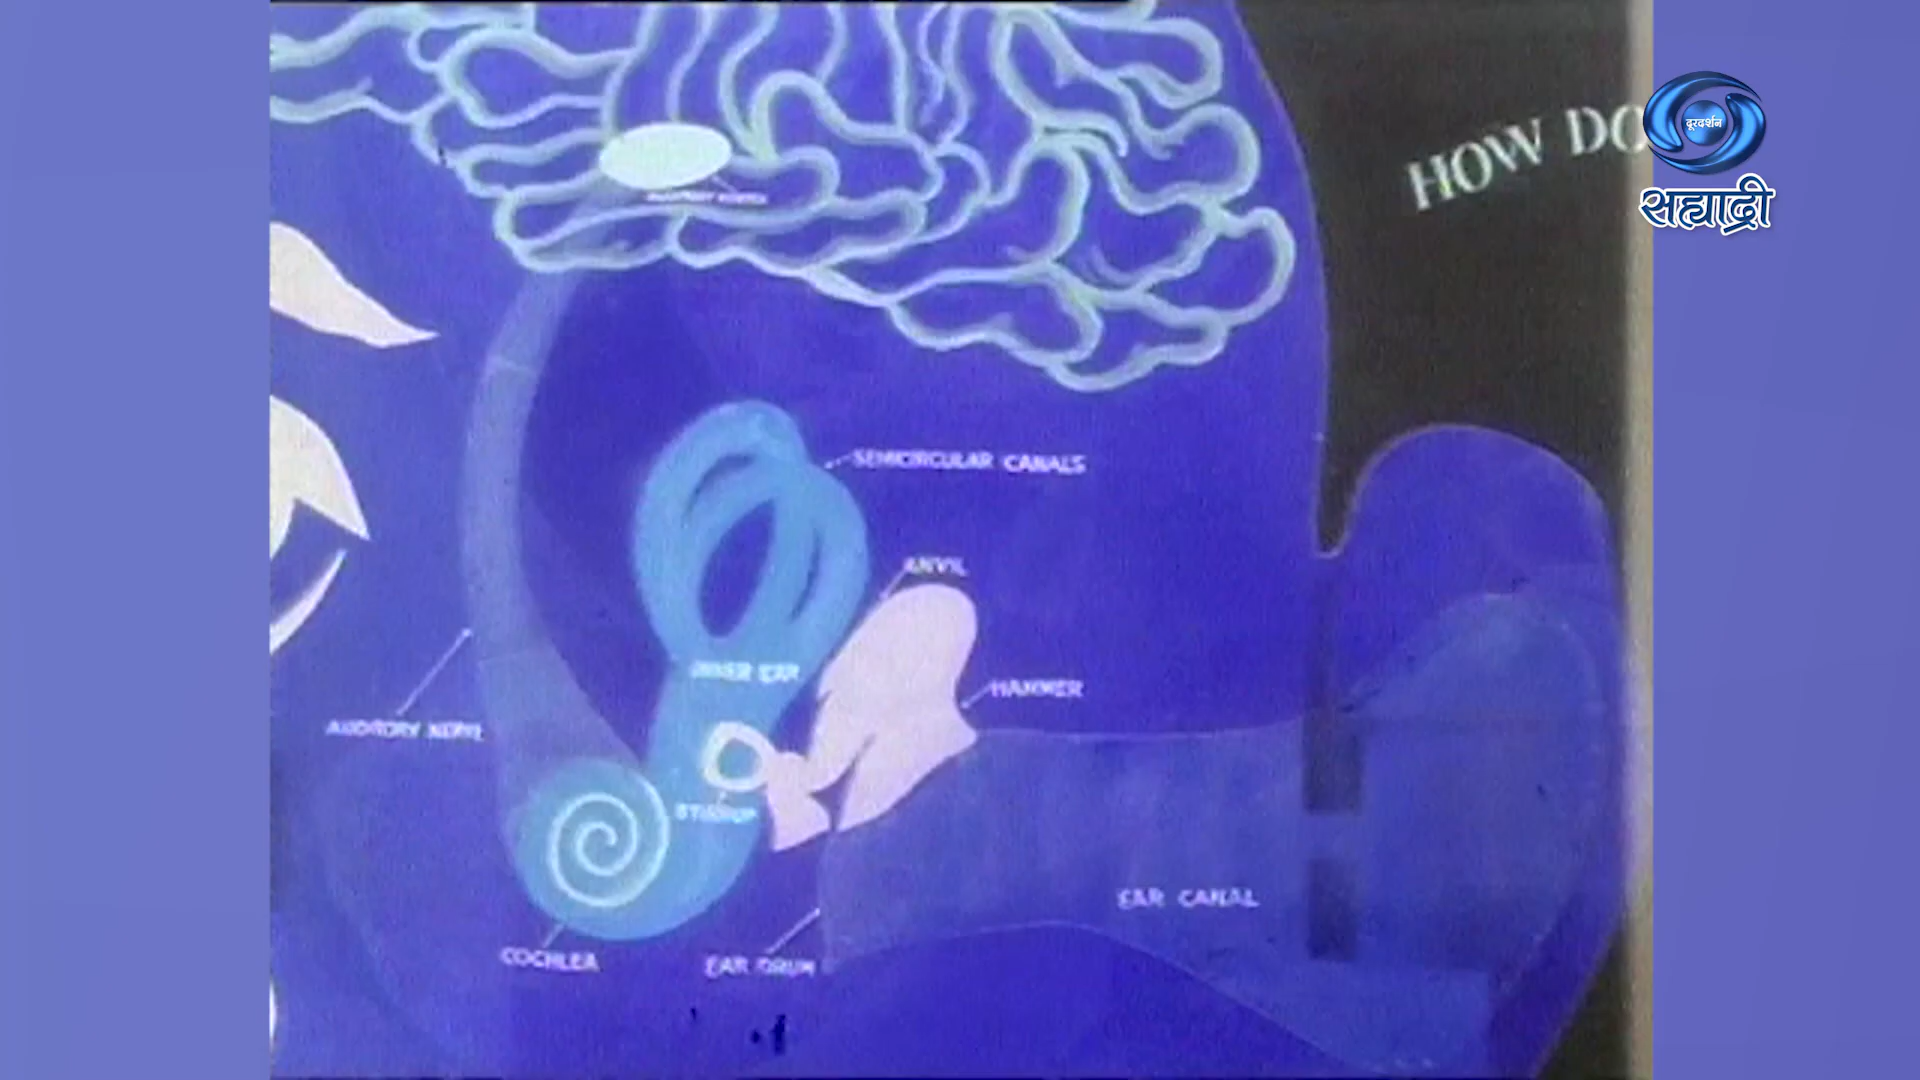 HOW DO
दूरदर्शन
सह्याद्री
SEMICIRCULAR CANALS
ANVIL
INNER EAR
HAMMER
AUDITORY NERVE
STIRRUP
EAR CANAL
COCHLEA
EAR DRUM